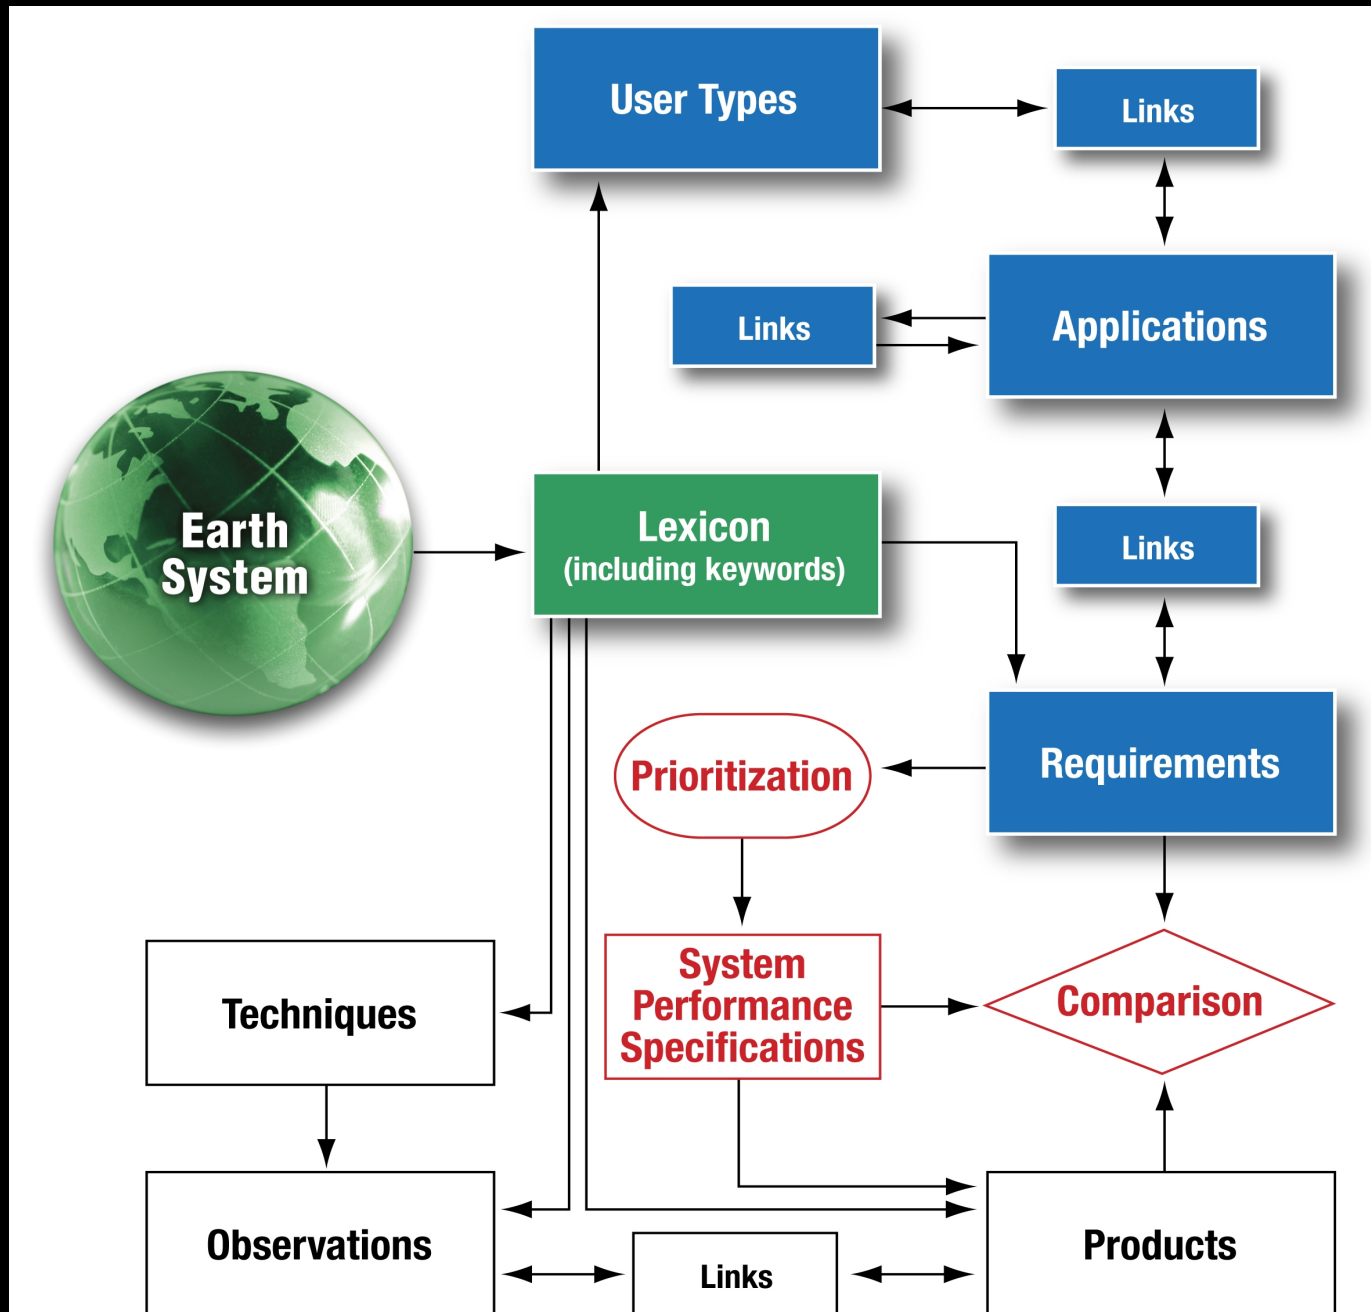 User Types
Links
Links
Applications
Earth
System
Lexicon
(including keywords)
Links
Prioritization
Requirements
Techniques
System
Performance
Specifications
Comparison
Observations
Links
Products